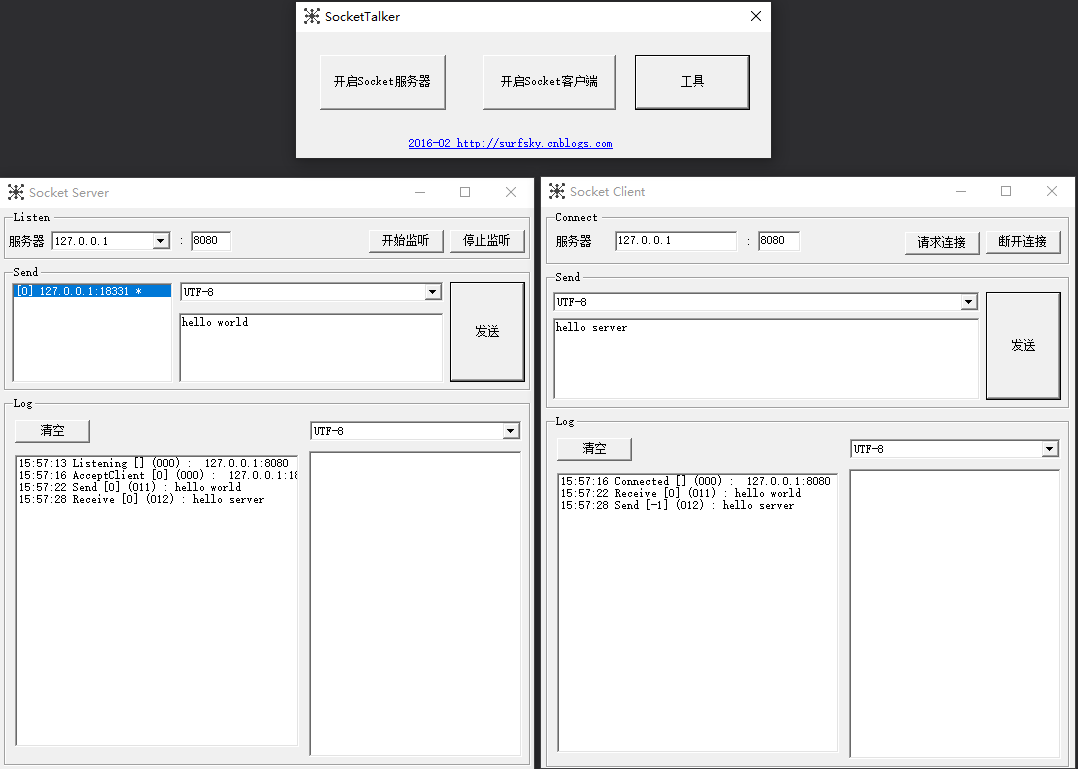 SocketTalker
开启Socket服务器 开启Socket客户端 工具
2016-02 http://surfsky.cnblogs.com
Socket Server
Listen
服务器 127.0.0.1 : 8080 开始监听 停止监听
Send
[0] 127.0.0.1:18331 * UTF-8
hello world
发送
Log
清空 UTF-8
15:57:13 Listening [] (000) : 127.0.0.1:8080
15:57:16 AcceptClient [0] (000) : 127.0.0.1:18
15:57:22 Send [0] (011) : hello world
15:57:28 Receive [0] (012) : hello server
Socket Client
Connect
服务器 127.0.0.1 : 8080 请求连接 断开连接
Send
UTF-8
hello server
发送
Log
清空 UTF-8
15:57:16 Connected [] (000) : 127.0.0.1:8080
15:57:22 Receive [0] (011) : hello world
15:57:28 Send [-1] (012) : hello server